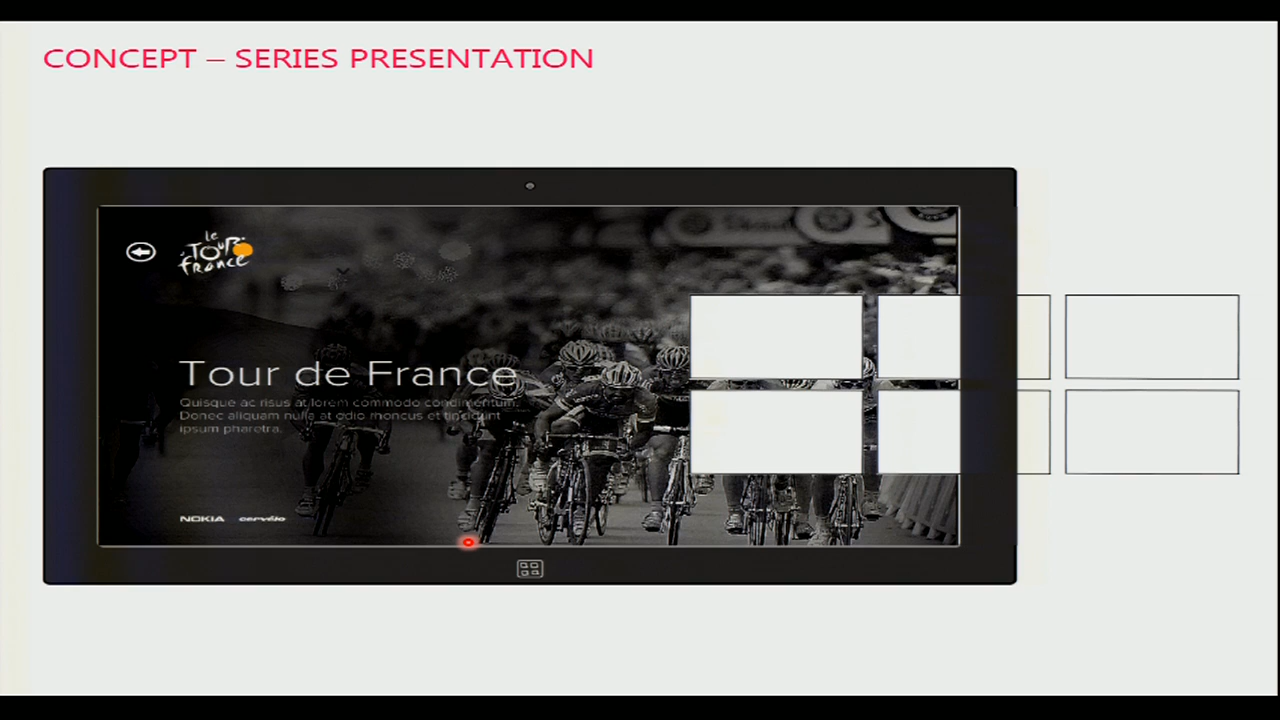 CONCEPT – SERIES PRESENTATION
le
TOUR
de
France
Tour de France
Quisque ac risus at lorem commodo condimentum.
Donec aliquam nulla at odio rhoncus et tincidunt
ipsum pharetra.
NOKIA cervélo